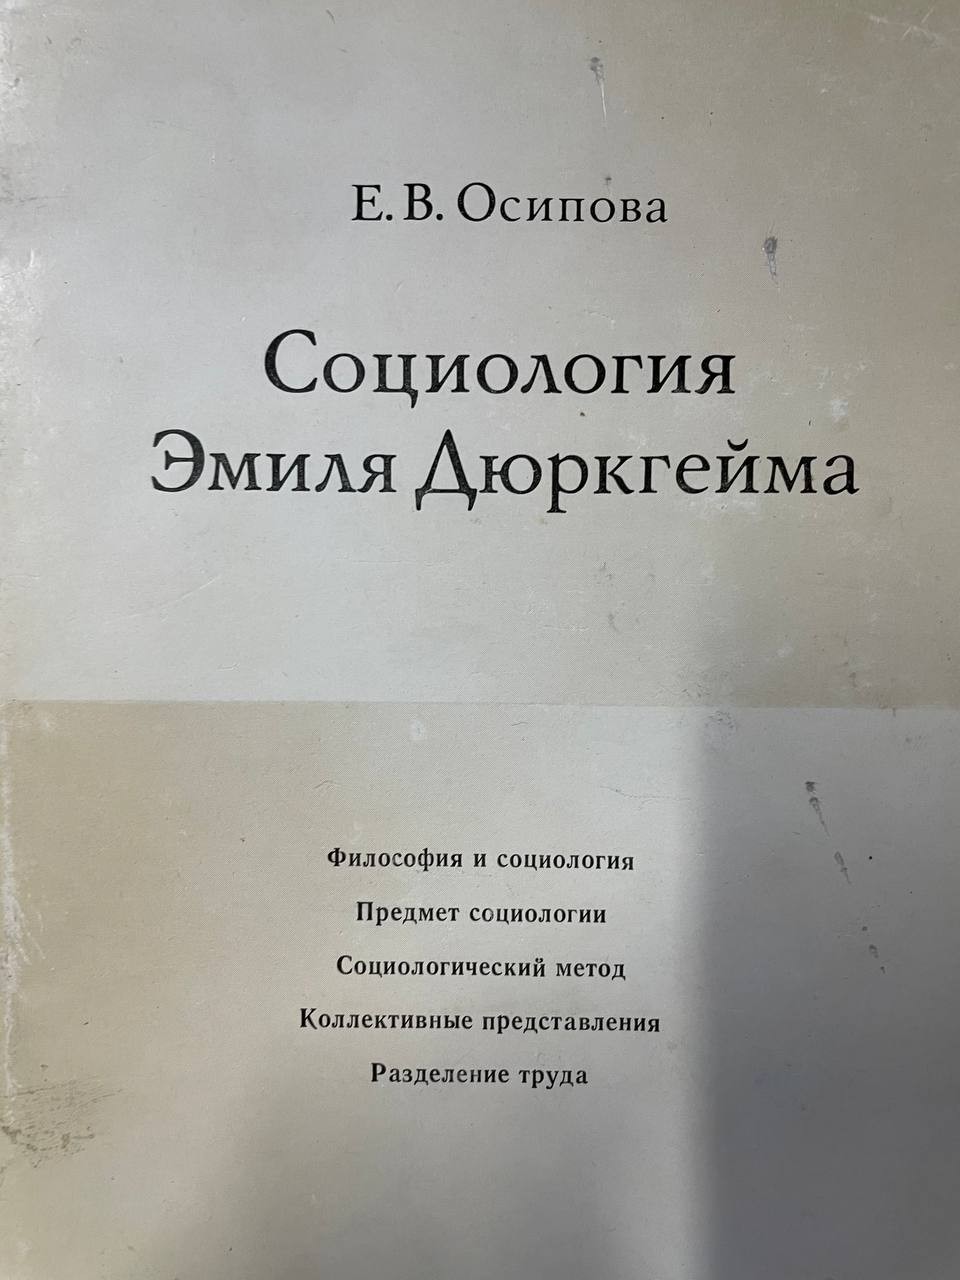 Е. В. Осипова
Социология
Эмиля Дюркгейма
Философия и социология
Предмет социологии
Социологический метод
Коллективные представления
Разделение труда